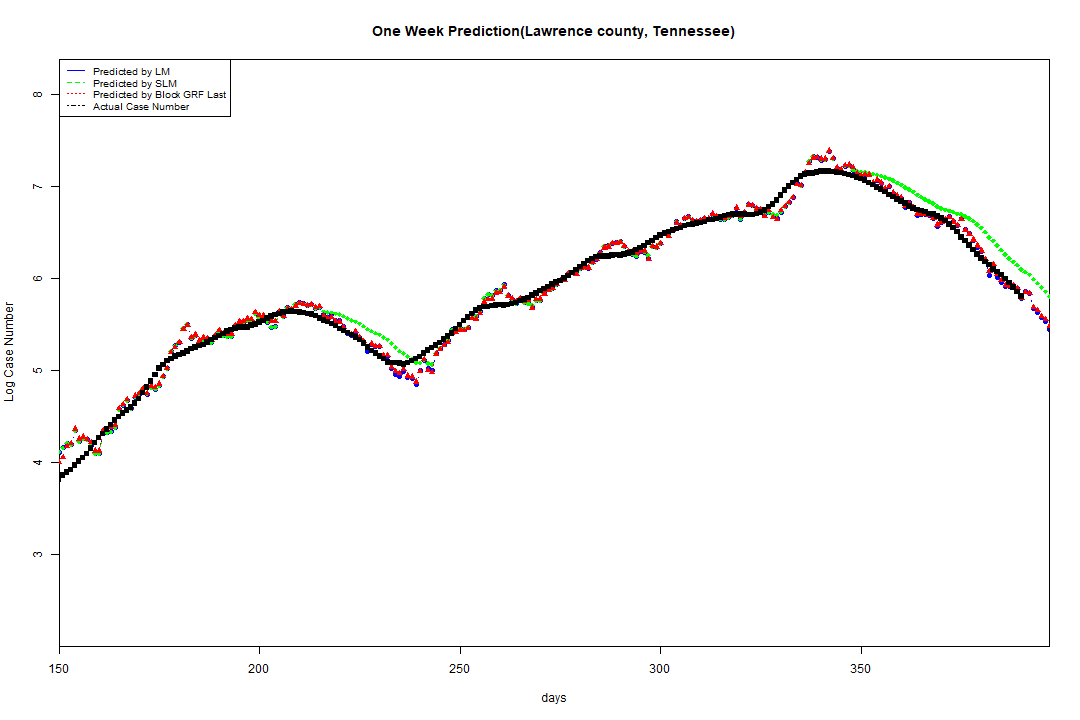 One Week Prediction(Lawrence county, Tennessee)
Predicted by LM
Predicted by SLM
Predicted by Block GRF Last
Actual Case Number
8
7
6
5
4
3
Log Case Number
150 200 250 300 350
days